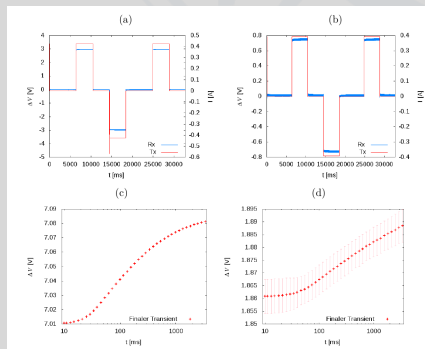 (a)
4
3
2
1
0
-1
-2
-3
-4
-5
0.5
0.4
0.3
0.2
0.1
0
-0.1
-0.2
-0.3
-0.4
-0.5
-0.6
ΔV [V]
I [A]
Rx
Tx
0 5000 10000 15000 20000 25000 30000
t [ms]
(b)
0.8
0.6
0.4
0.2
0
-0.2
-0.4
-0.6
-0.8
0.4
0.3
0.2
0.1
0
-0.1
-0.2
-0.3
-0.4
ΔV [V]
I [A]
Rx
Tx
0 5000 10000 15000 20000 25000 30000
t [ms]
(c)
7.09
7.08
7.07
7.06
7.05
7.04
7.03
7.02
7.01
ΔV [V]
Finaler Transient
10 100 1000
t [ms]
(d)
1.895
1.89
1.885
1.88
1.875
1.87
1.865
1.86
1.855
1.85
ΔV [V]
Finaler Transient
10 100 1000
t [ms]